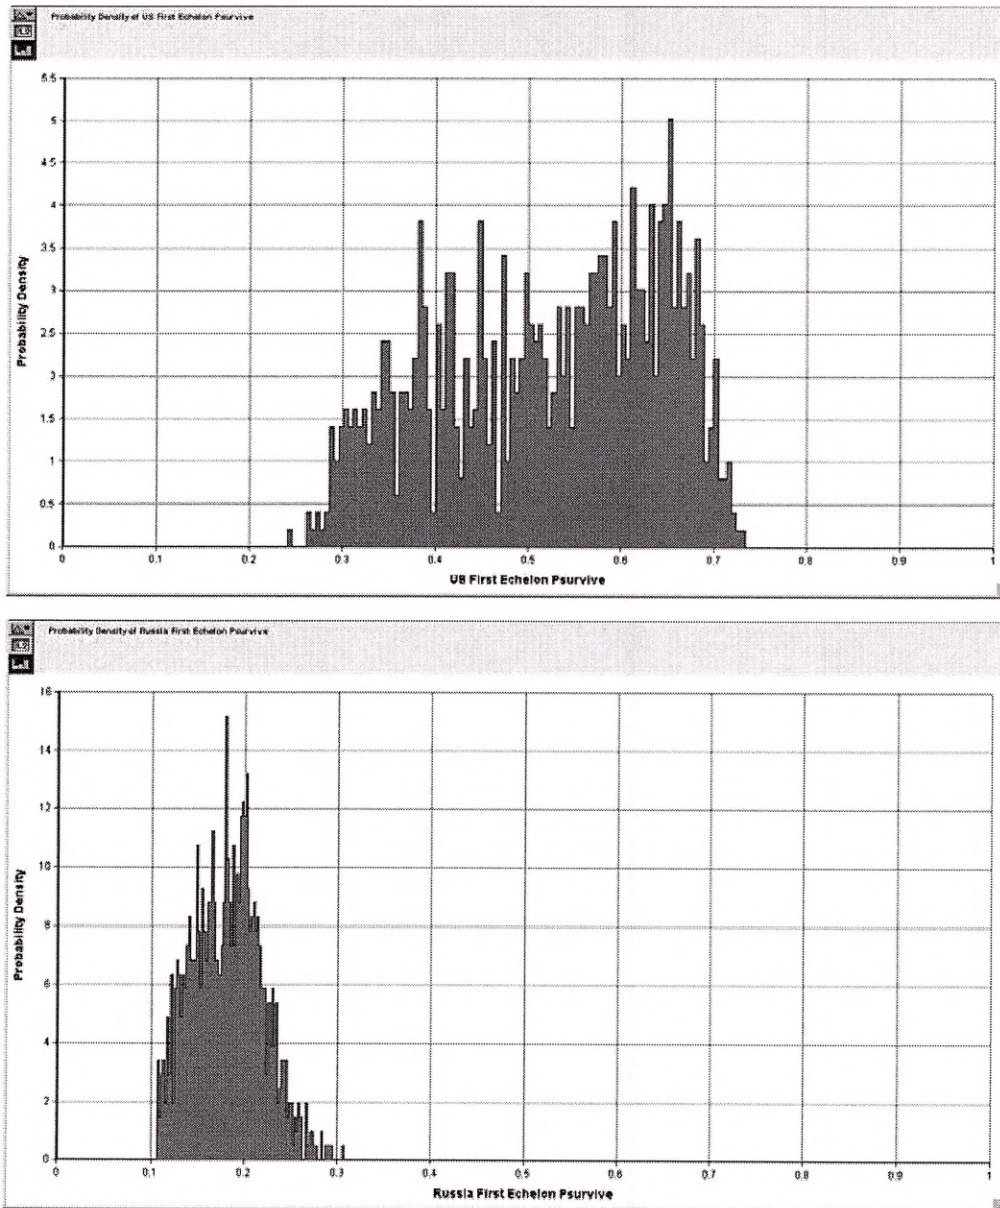 Probability Density of US First Echelon Psurvive
5.5
5
4.5
4
3.5
3
2.5
2
1.5
1
0.5
0
Probability Density
0 0.1 0.2 0.3 0.4 0.5 0.6 0.7 0.8 0.9 1
US First Echelon Psurvive
Probability Density of Russia First Echelon Psurvive
16
14
12
10
8
6
4
2
0
Probability Density
0 0.1 0.2 0.3 0.4 0.5 0.6 0.7 0.8 0.9 1
Russia First Echelon Psurvive